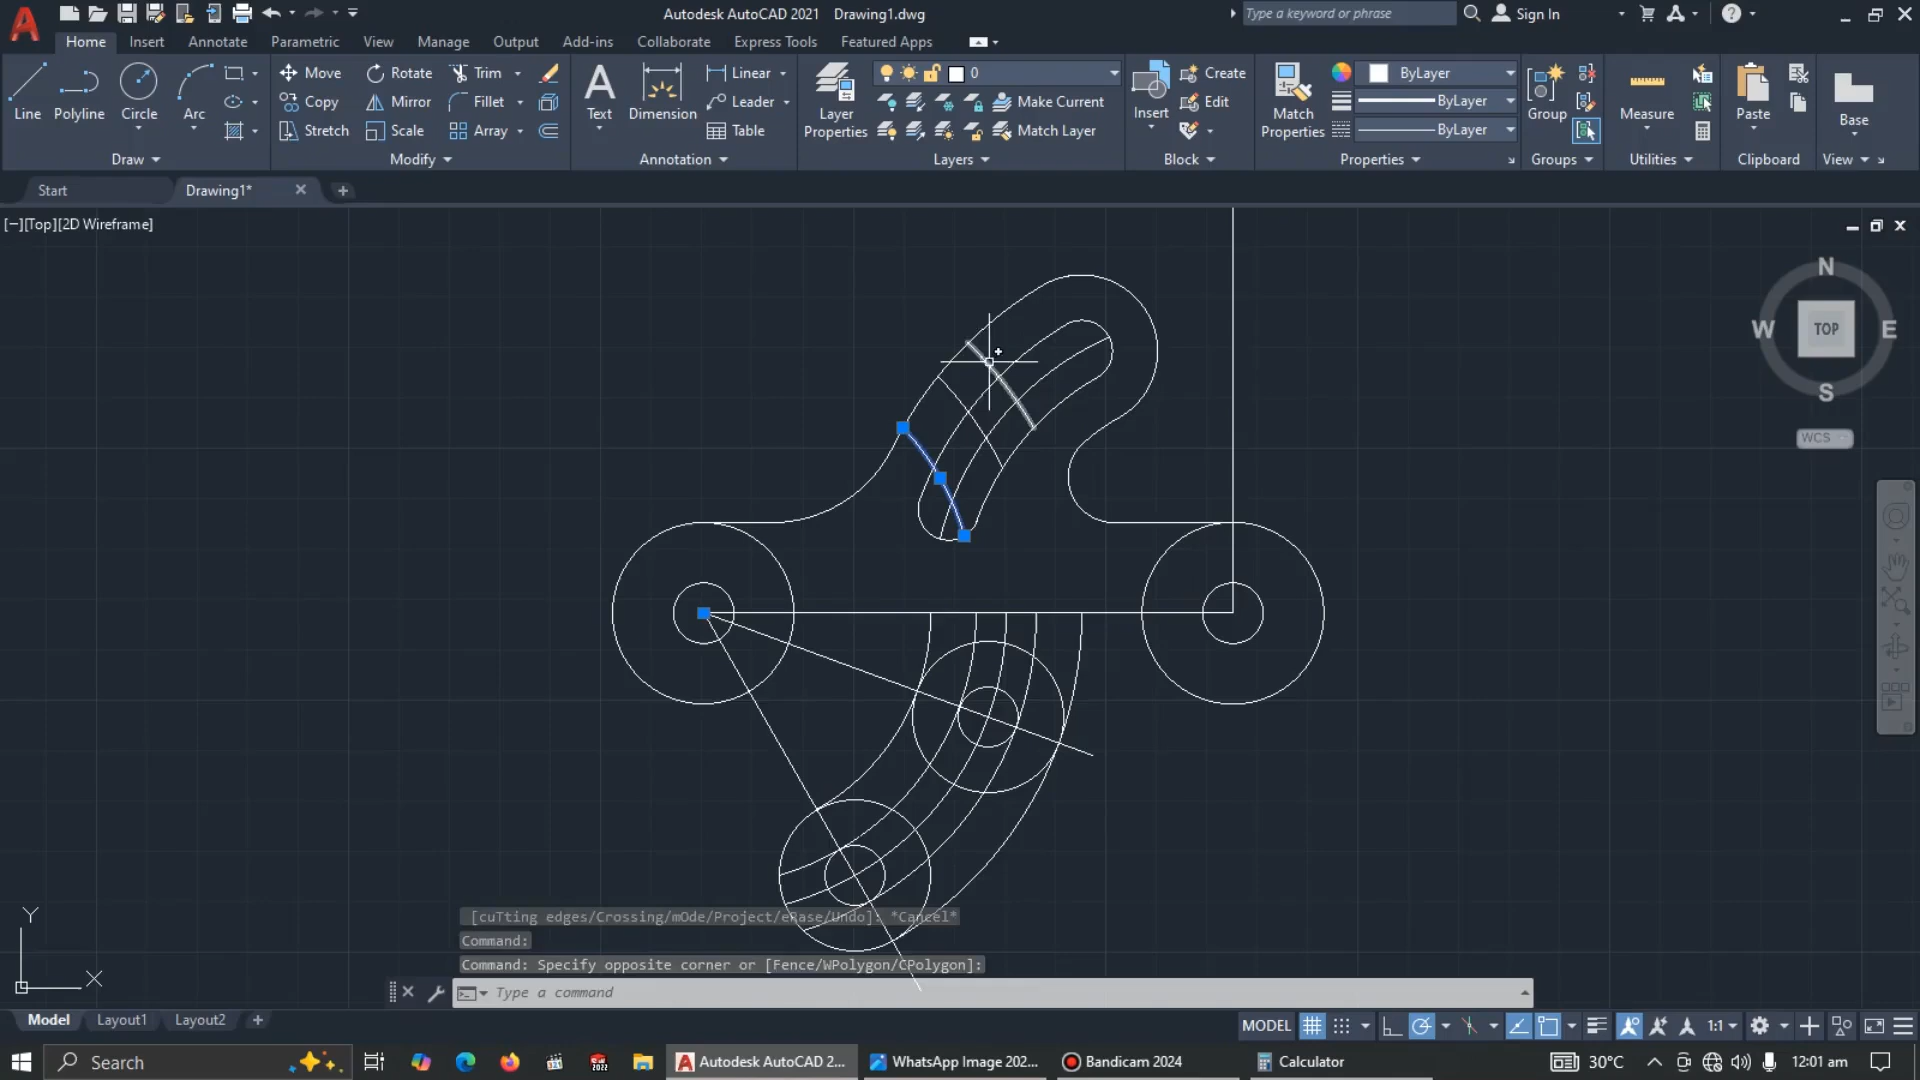 Autodesk AutoCAD 2021 Drawing1.dwg
Type a keyword or phrase
Sign In
Home Insert Annotate Parametric View Manage Output Add-ins Collaborate Express Tools Featured Apps
Line Polyline Circle Arc
Draw
Move Rotate Trim
Copy Mirror Fillet
Stretch Scale Array
Modify
Text Dimension
Linear
Leader
Table
Annotation
Layer Properties
0
Make Current
Match Layer
Layers
Insert
Create
Edit
Block
Match Properties
ByLayer
ByLayer
ByLayer
Properties
Group
Groups
Measure
Utilities
Paste
Clipboard
Base
View
Start
Drawing1*
[−][Top][2D Wireframe]
N
W TOP E
S
WCS
Y
X
[cuTting edges/Crossing/mOde/Project/eRase/Undo]: *Cancel*
Command:
Command: Specify opposite corner or [Fence/WPolygon/CPolygon]:
Type a command
Model Layout1 Layout2
MODEL
1:1
Search
2022
Autodesk AutoCAD 2...
WhatsApp Image 202...
Bandicam 2024
Calculator
30°C
12:01 am